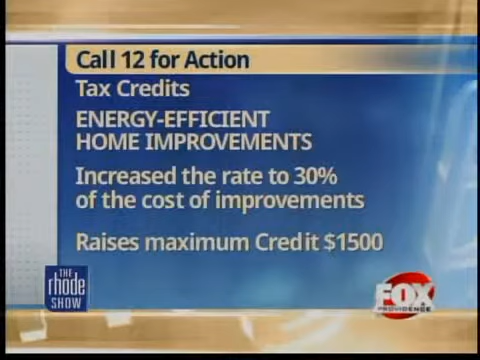 Call 12 for Action
Tax Credits
ENERGY-EFFICIENT
HOME IMPROVEMENTS
Increased the rate to 30%
of the cost of improvements
Raises maximum Credit $1500
THE
rhode
SHOW
FOX
PROVIDENCE